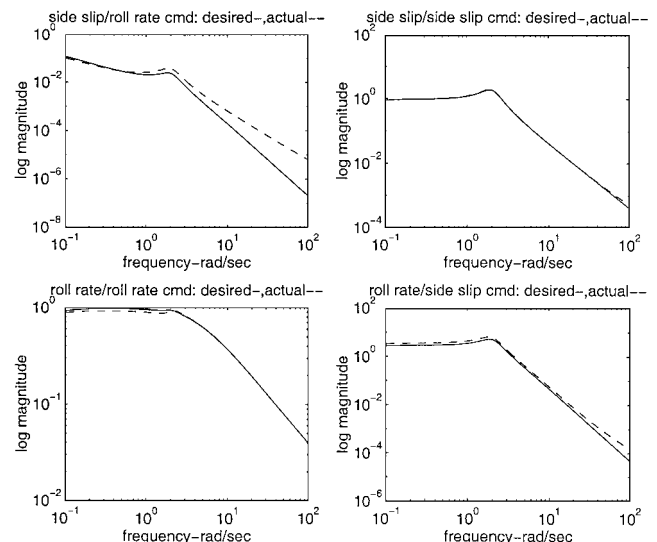 side slip/roll rate cmd: desired-,actual--
10^0
10^-2
10^-4
10^-6
10^-8
log magnitude
10^-1
10^0
10^1
10^2
frequency-rad/sec
side slip/side slip cmd: desired-,actual--
10^2
10^0
10^-2
10^-4
log magnitude
10^-1
10^0
10^1
10^2
frequency-rad/sec
roll rate/roll rate cmd: desired-,actual--
10^0
10^-1
10^-2
log magnitude
10^-1
10^0
10^1
10^2
frequency-rad/sec
roll rate/side slip cmd: desired-,actual--
10^2
10^0
10^-2
10^-4
10^-6
log magnitude
10^-1
10^0
10^1
10^2
frequency-rad/sec